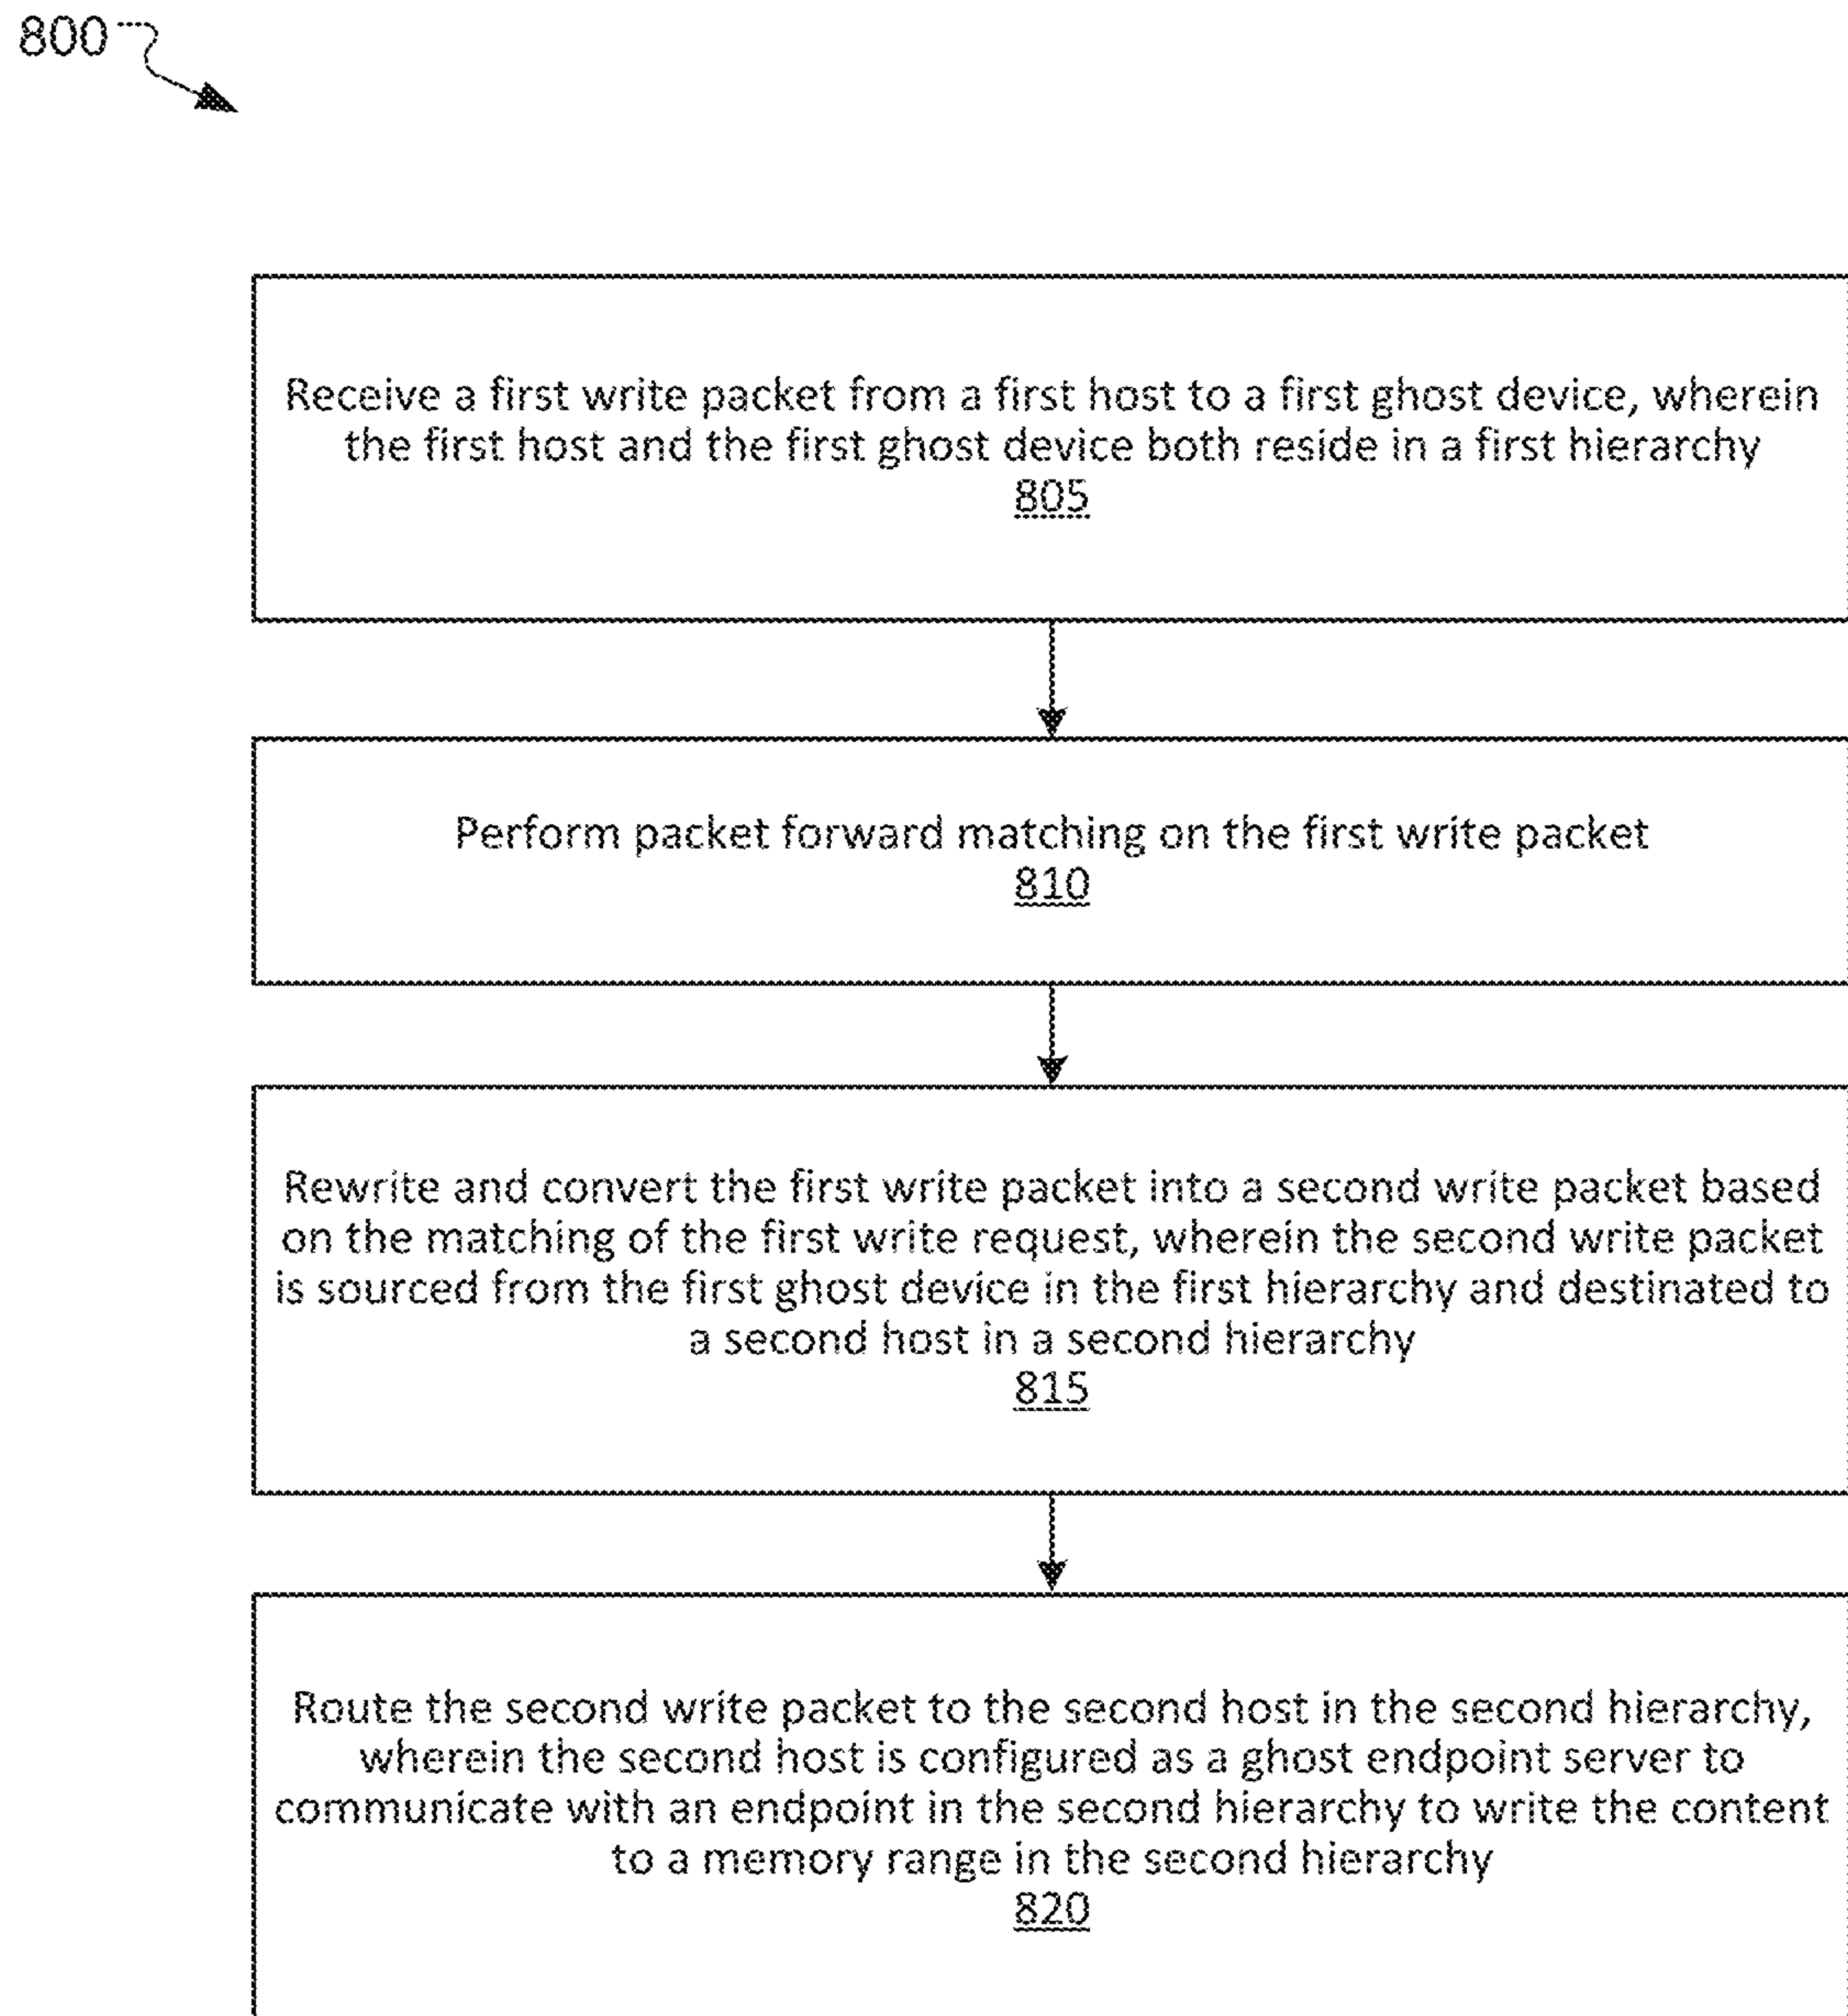 800
Receive a first write packet from a first host to a first ghost device, wherein
the first host and the first ghost device both reside in a first hierarchy
805
Perform packet forward matching on the first write packet
810
Rewrite and convert the first write packet into a second write packet based
on the matching of the first write request, wherein the second write packet
is sourced from the first ghost device in the first hierarchy and destinated to
a second host in a second hierarchy
815
Route the second write packet to the second host in the second hierarchy,
wherein the second host is configured as a ghost endpoint server to
communicate with an endpoint in the second hierarchy to write the content
to a memory range in the second hierarchy
820